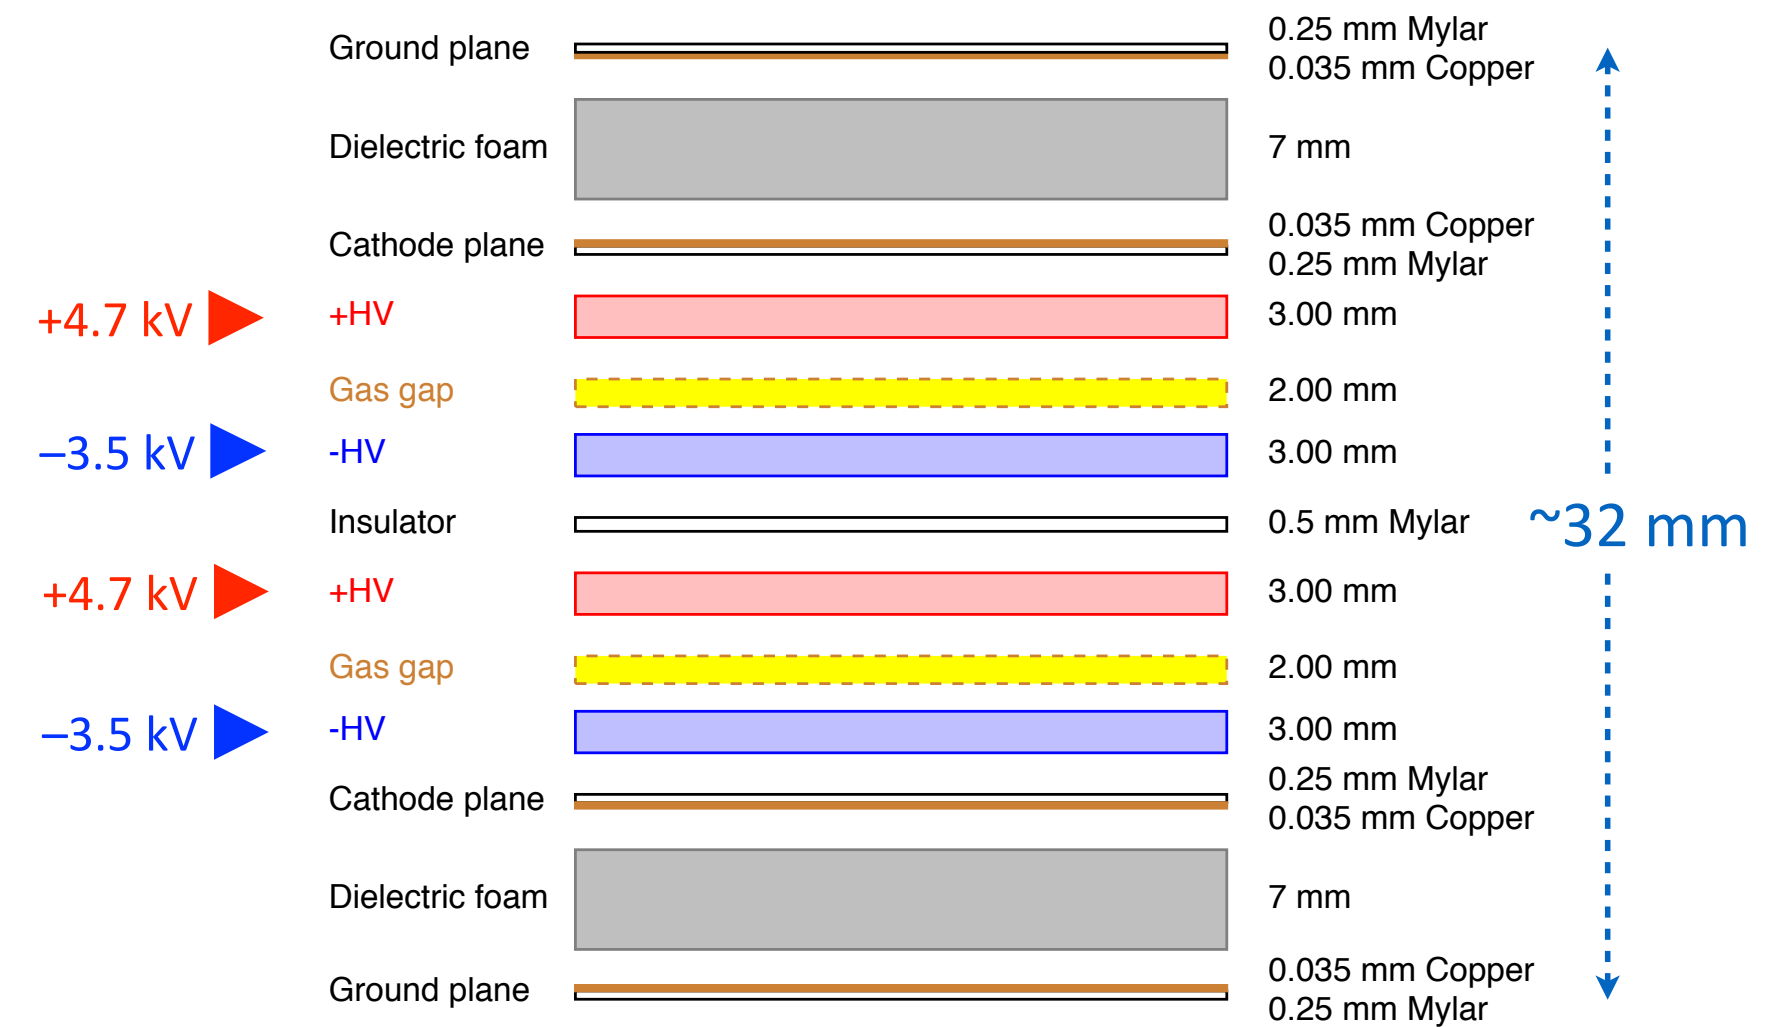 Ground plane
0.25 mm Mylar
0.035 mm Copper
Dielectric foam
7 mm
Cathode plane
0.035 mm Copper
0.25 mm Mylar
+4.7 kV
+HV
3.00 mm
Gas gap
2.00 mm
–3.5 kV
-HV
3.00 mm
Insulator
0.5 mm Mylar
~32 mm
+4.7 kV
+HV
3.00 mm
Gas gap
2.00 mm
–3.5 kV
-HV
3.00 mm
Cathode plane
0.25 mm Mylar
0.035 mm Copper
Dielectric foam
7 mm
Ground plane
0.035 mm Copper
0.25 mm Mylar